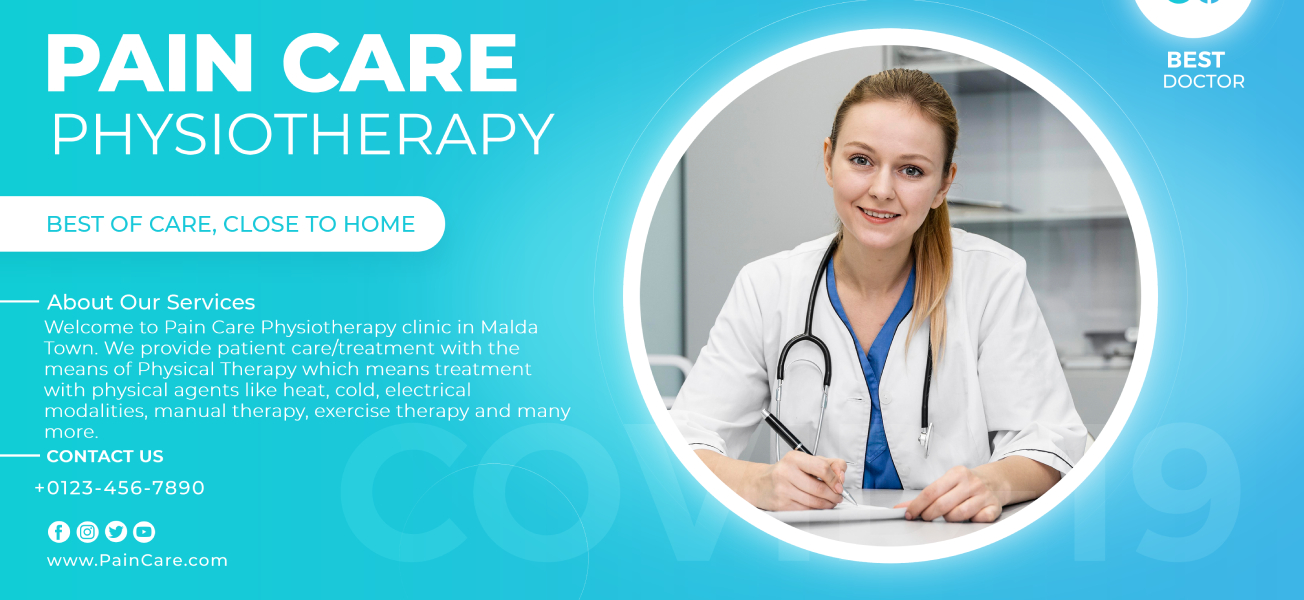 PAIN CARE
PHYSIOTHERAPY
BEST OF CARE, CLOSE TO HOME
About Our Services
Welcome to Pain Care Physiotherapy clinic in Malda
Town. We provide patient care/treatment with the
means of Physical Therapy which means treatment
with physical agents like heat, cold, electrical
modalities, manual therapy, exercise therapy and many
more.
CONTACT US
+0123-456-7890
www.PainCare.com
BEST
DOCTOR
COVID-19